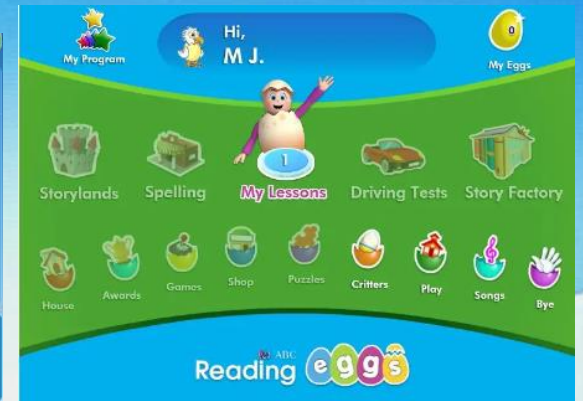 My Program
Hi,
M J.
0
My Eggs
1
Storylands
Spelling
My Lessons
Driving Tests
Story Factory
House
Awards
Games
Shop
Puzzles
Critters
Play
Songs
Bye
ABC
Reading eggs